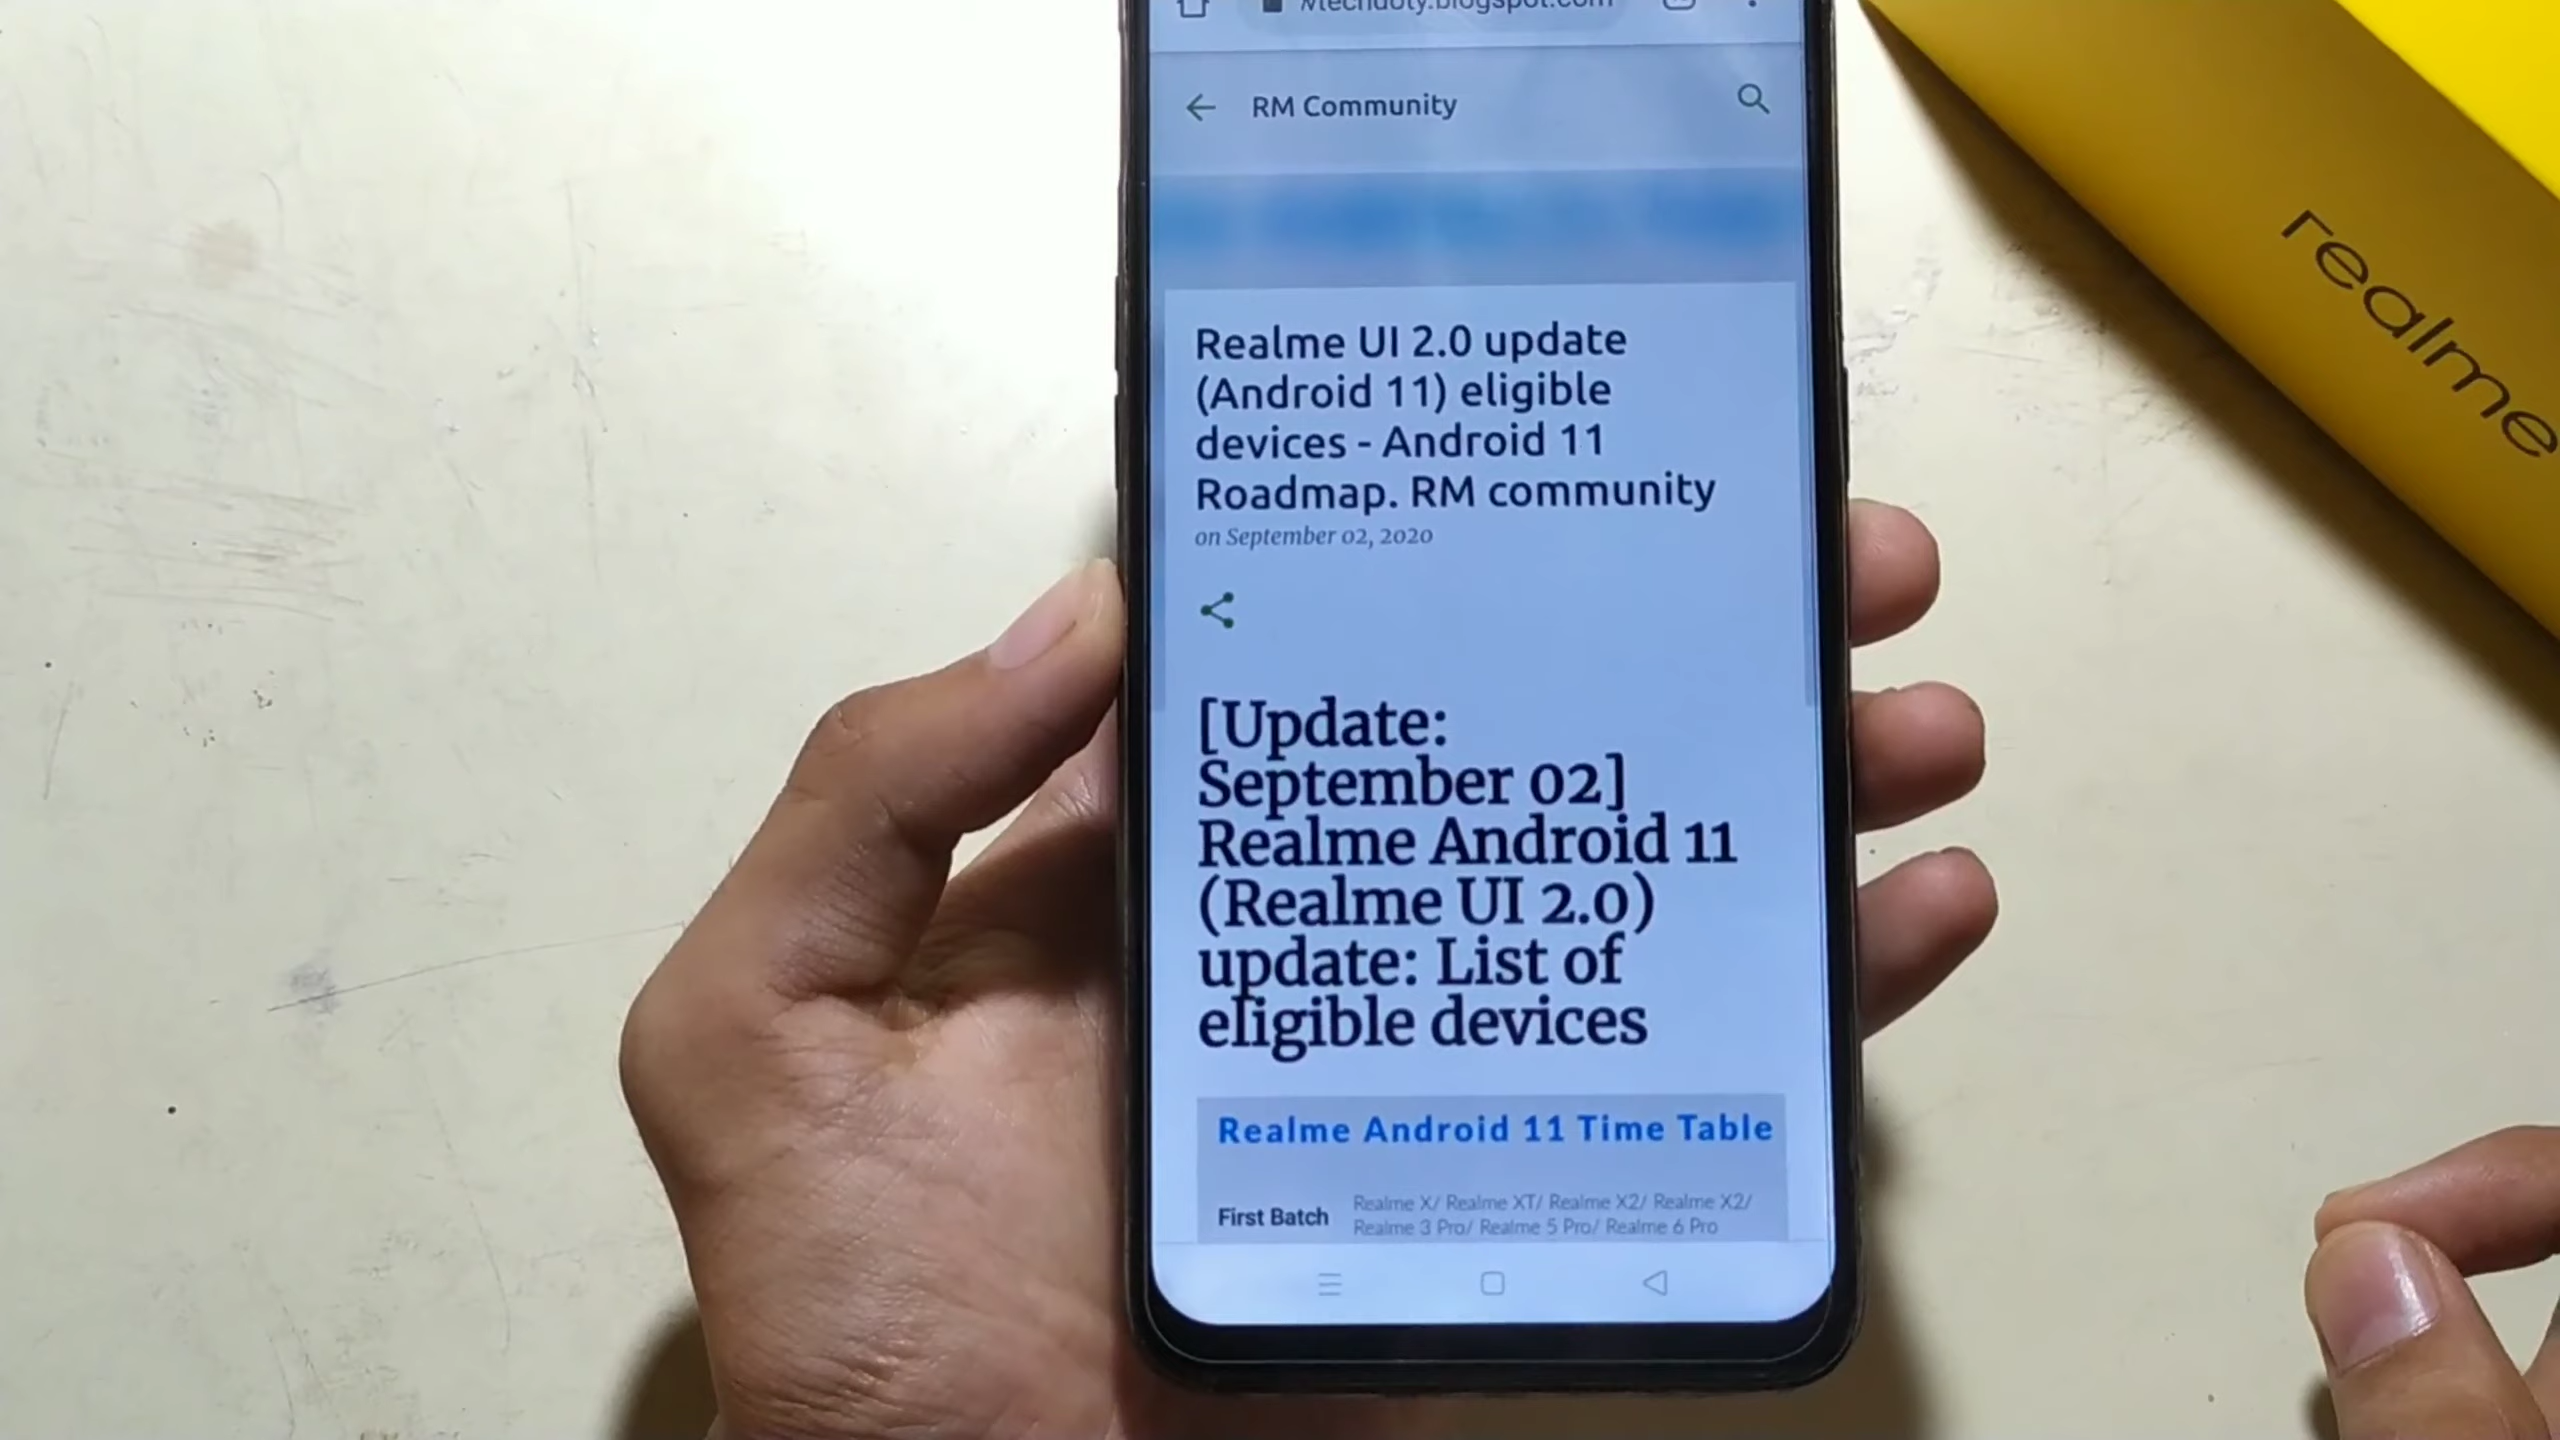 RM Community
Realme UI 2.0 update
(Android 11) eligible
devices - Android 11
Roadmap. RM community
on September 02, 2020
[Update:
September 02]
Realme Android 11
(Realme UI 2.0)
update: List of
eligible devices
Realme Android 11 Time Table
First Batch
Realme X/ Realme XT/ Realme X2/ Realme X2/
Realme 3 Pro/ Realme 5 Pro/ Realme 6 Pro
realme